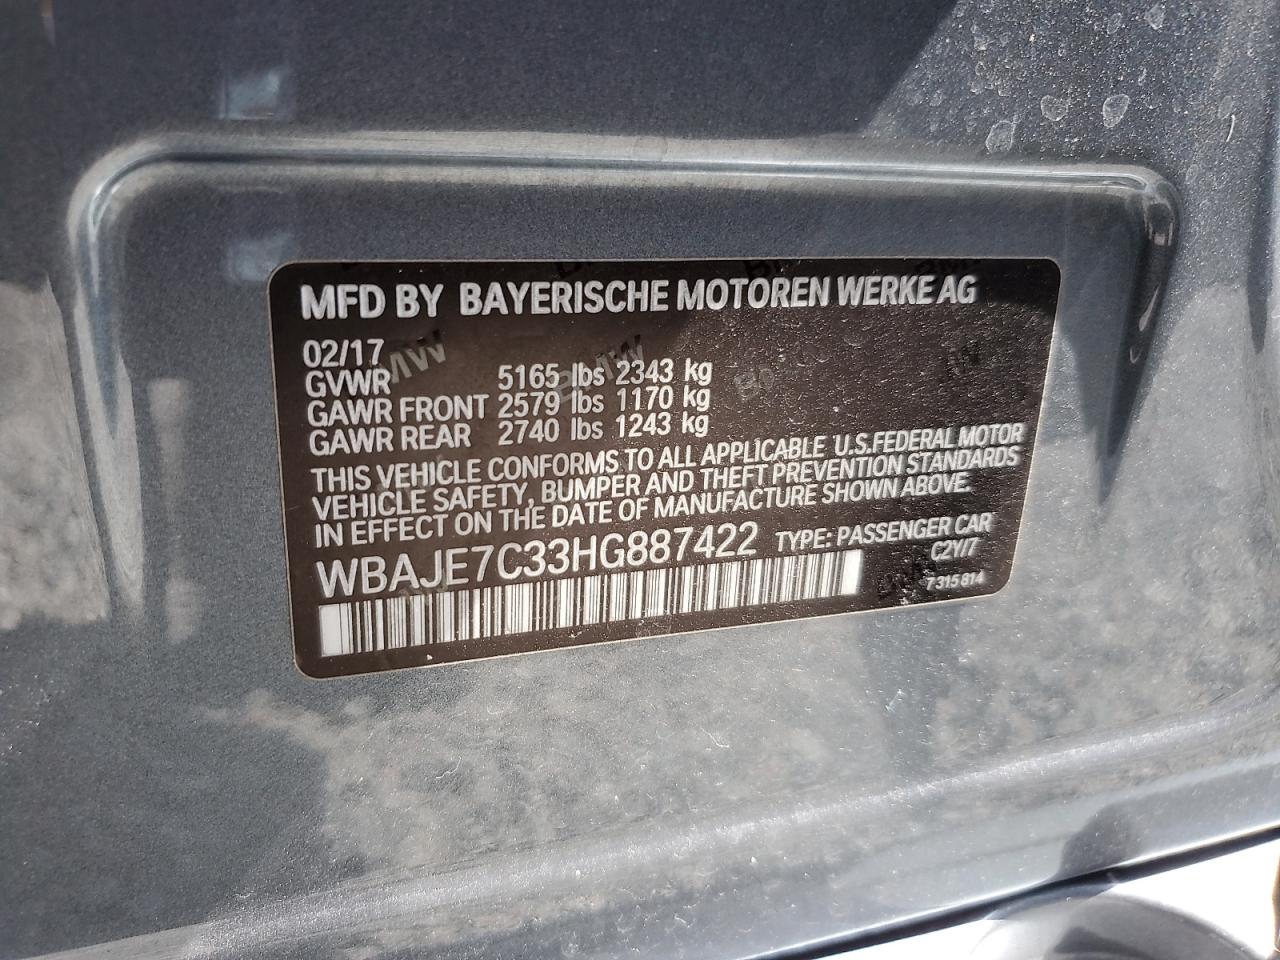 MFD BY BAYERISCHE MOTOREN WERKE AG
02/17
GVWR 5165 lbs 2343 kg
GAWR FRONT 2579 lbs 1170 kg
GAWR REAR 2740 lbs 1243 kg
THIS VEHICLE CONFORMS TO ALL APPLICABLE U.S.FEDERAL MOTOR
VEHICLE SAFETY, BUMPER AND THEFT PREVENTION STANDARDS
IN EFFECT ON THE DATE OF MANUFACTURE SHOWN ABOVE.
WBAJE7C33HG887422 TYPE: PASSENGER CAR
C2Y/7
7 315 814